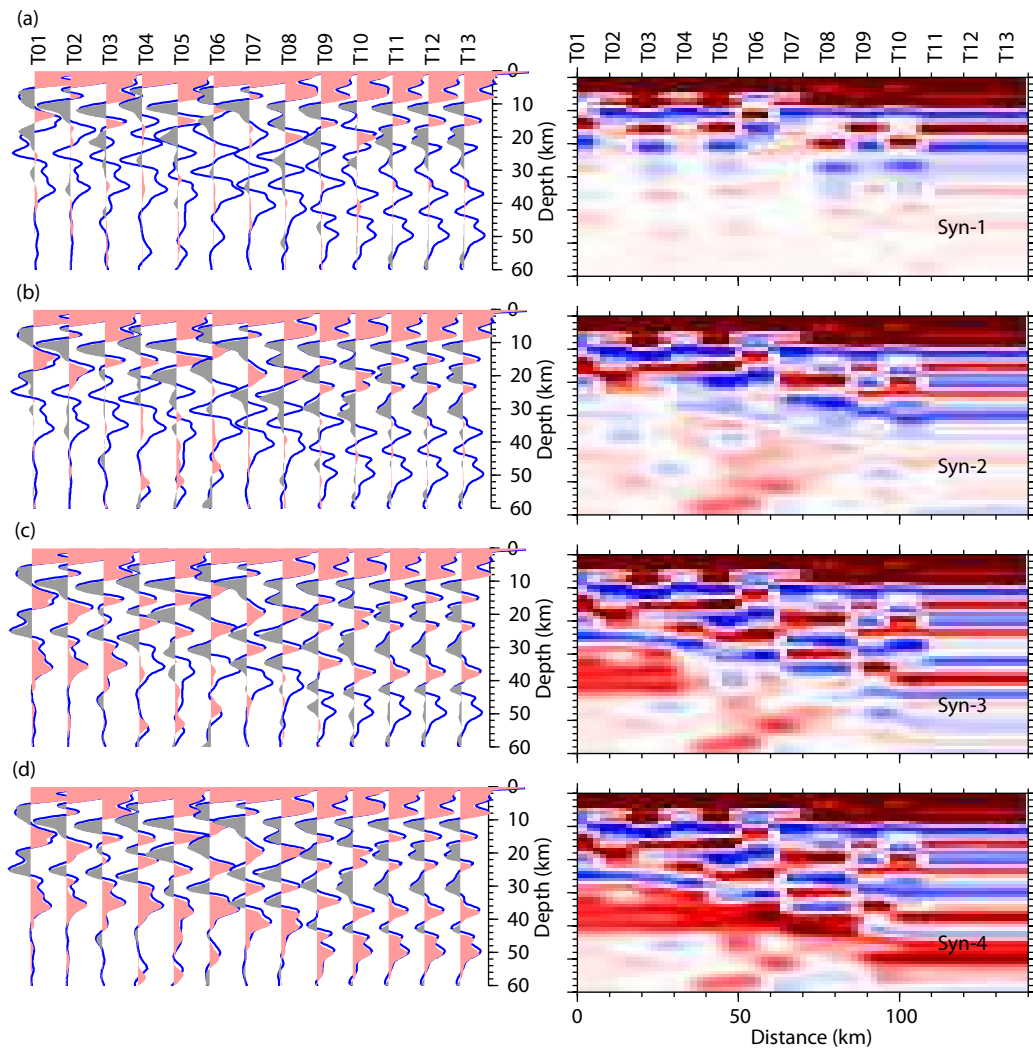 (a)
T01 T02 T03 T04 T05 T06 T07 T08 T09 T10 T11 T12 T13
T01 T02 T03 T04 T05 T06 T07 T08 T09 T10 T11 T12 T13
0
10
20
30
40
50
60
Depth (km)
Syn-1
(b)
0
10
20
30
40
50
60
Depth (km)
Syn-2
(c)
0
10
20
30
40
50
60
Depth (km)
Syn-3
(d)
0
10
20
30
40
50
60
Depth (km)
Syn-4
0 50 100
Distance (km)